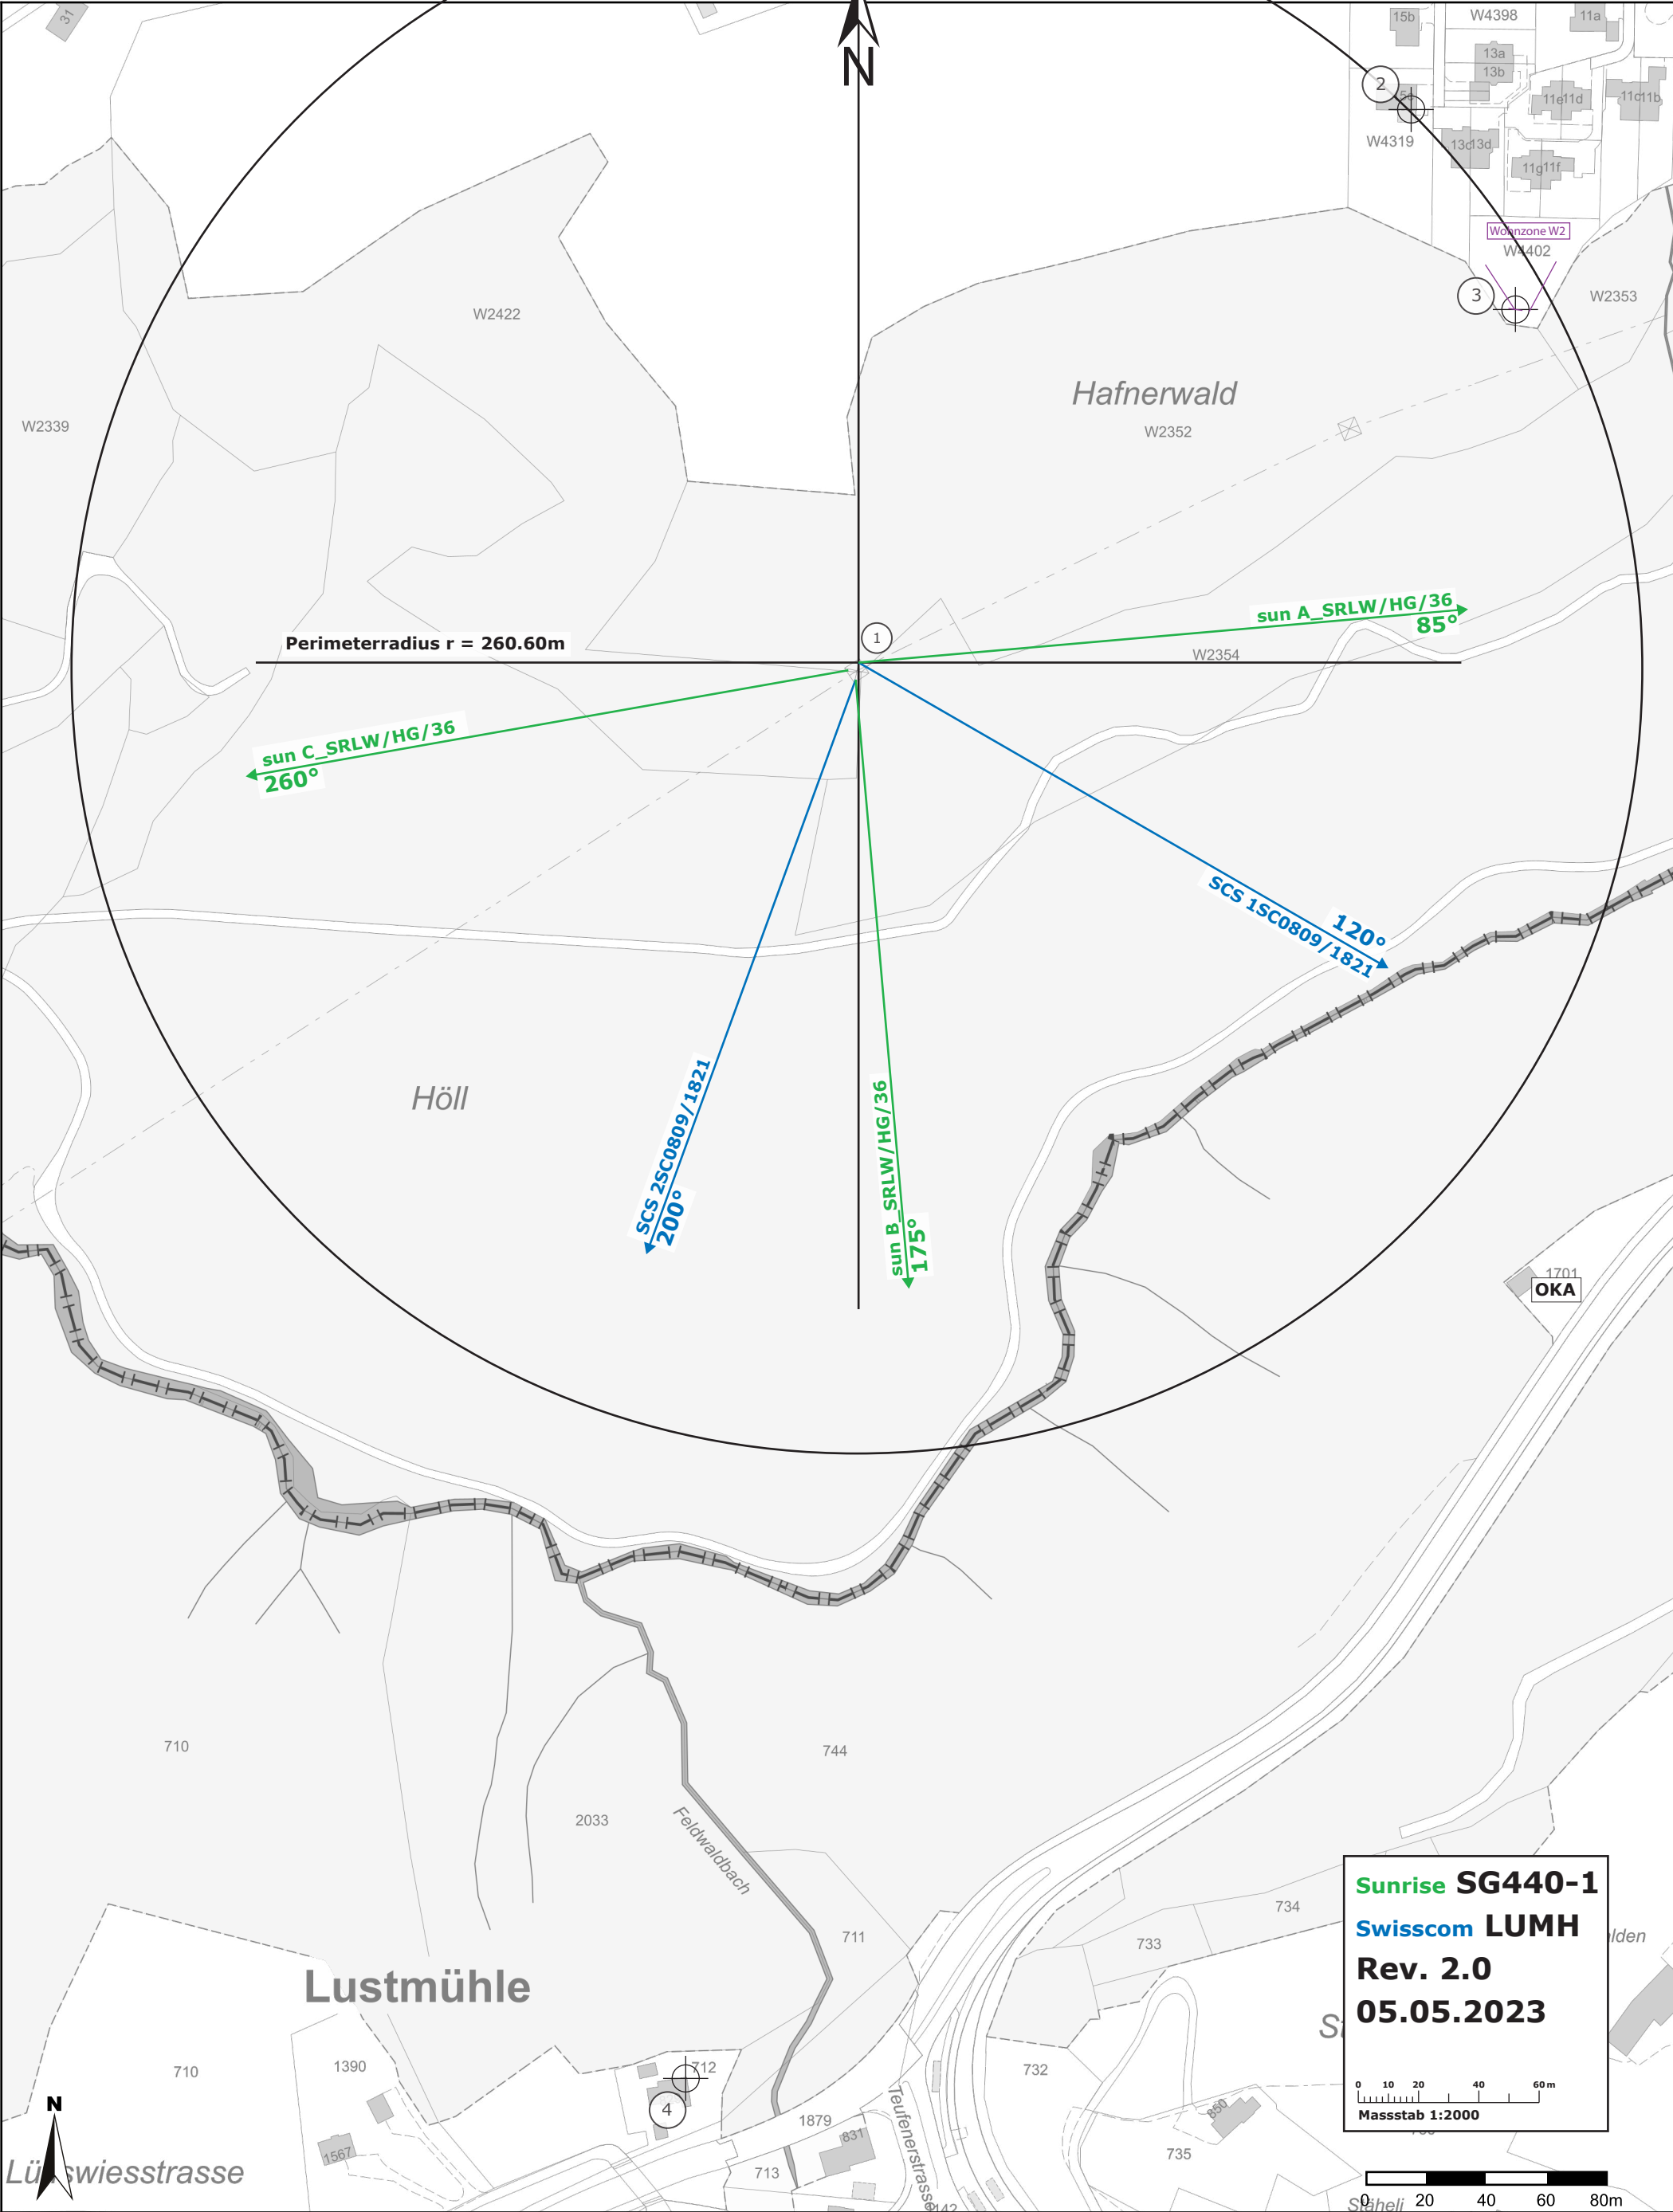 31
N
15b
W4398
11a
13a
13b
2
11e11d
11c11b
W4319
13c13d
11g11f
Wohnzone W2
W4402
3
W2353
W2422
Hafnerwald
W2352
W2339
sun A_SRLW/HG/36
85°
Perimeterradius r = 260.60m
1
W2354
sun C_SRLW/HG/36
260°
SCS 1SC0809/1821
120°
SCS 2SC0809/1821
200°
sun B_SRLW/HG/36
175°
Höll
1701
OKA
710
744
2033
Feldwaldbach
711
733
734
Lustmühle
Sunrise SG440-1
Swisscom LUMH
Rev. 2.0
05.05.2023
0 10 20 40 60m
Massstab 1:2000
710
1390
712
4
732
N
1879
831
850
735
1567
713
Teufenerstrasse
Stäheli
0 20 40 60 80m